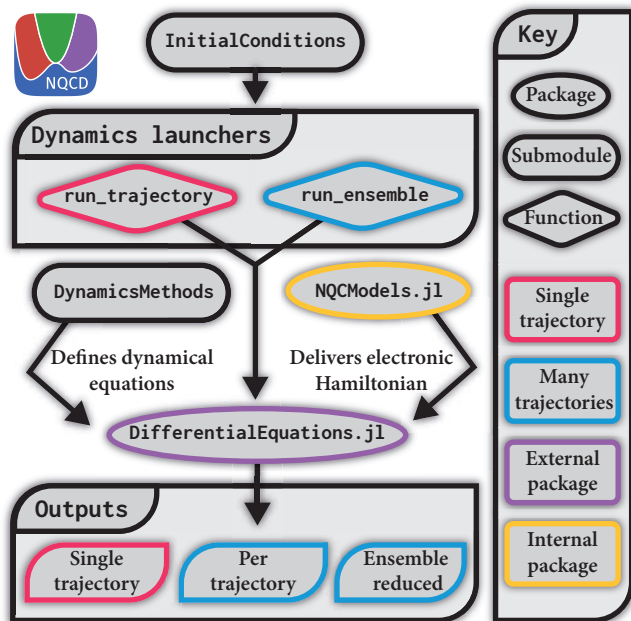 NQCD
InitialConditions
Dynamics launchers
run_trajectory
run_ensemble
DynamicsMethods
NQCModels.jl
Defines dynamical
equations
Delivers electronic
Hamiltonian
DifferentialEquations.jl
Outputs
Single
trajectory
Per
trajectory
Ensemble
reduced
Key
Package
Submodule
Function
Single
trajectory
Many
trajectories
External
package
Internal
package